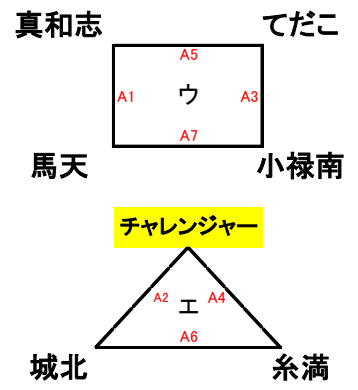 真和志 てだこ
A5
A1 ウ A3
A7
馬天 小禄南
チャレンジャー
A2 エ A4
A6
城北 糸満